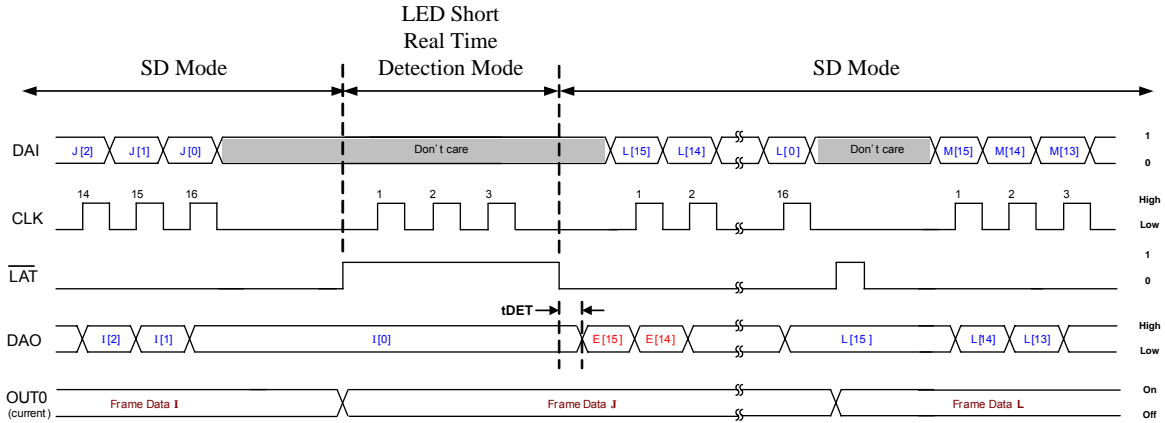 LED Short
Real Time
SD Mode Detection Mode SD Mode
DAI J[2] J[1] J[0] Don't care L[15] L[14] L[0] Don't care M[15] M[14] M[13] 1
0
14 15 16 1 2 3 1 2 16 1 2 3
CLK High
Low
LAT 1
0
tDET
DAO I[2] I[1] I[0] E[15] E[14] L[15] L[14] L[13] High
Low
OUT0 On
(current) Frame Data I Frame Data J Frame Data L Off